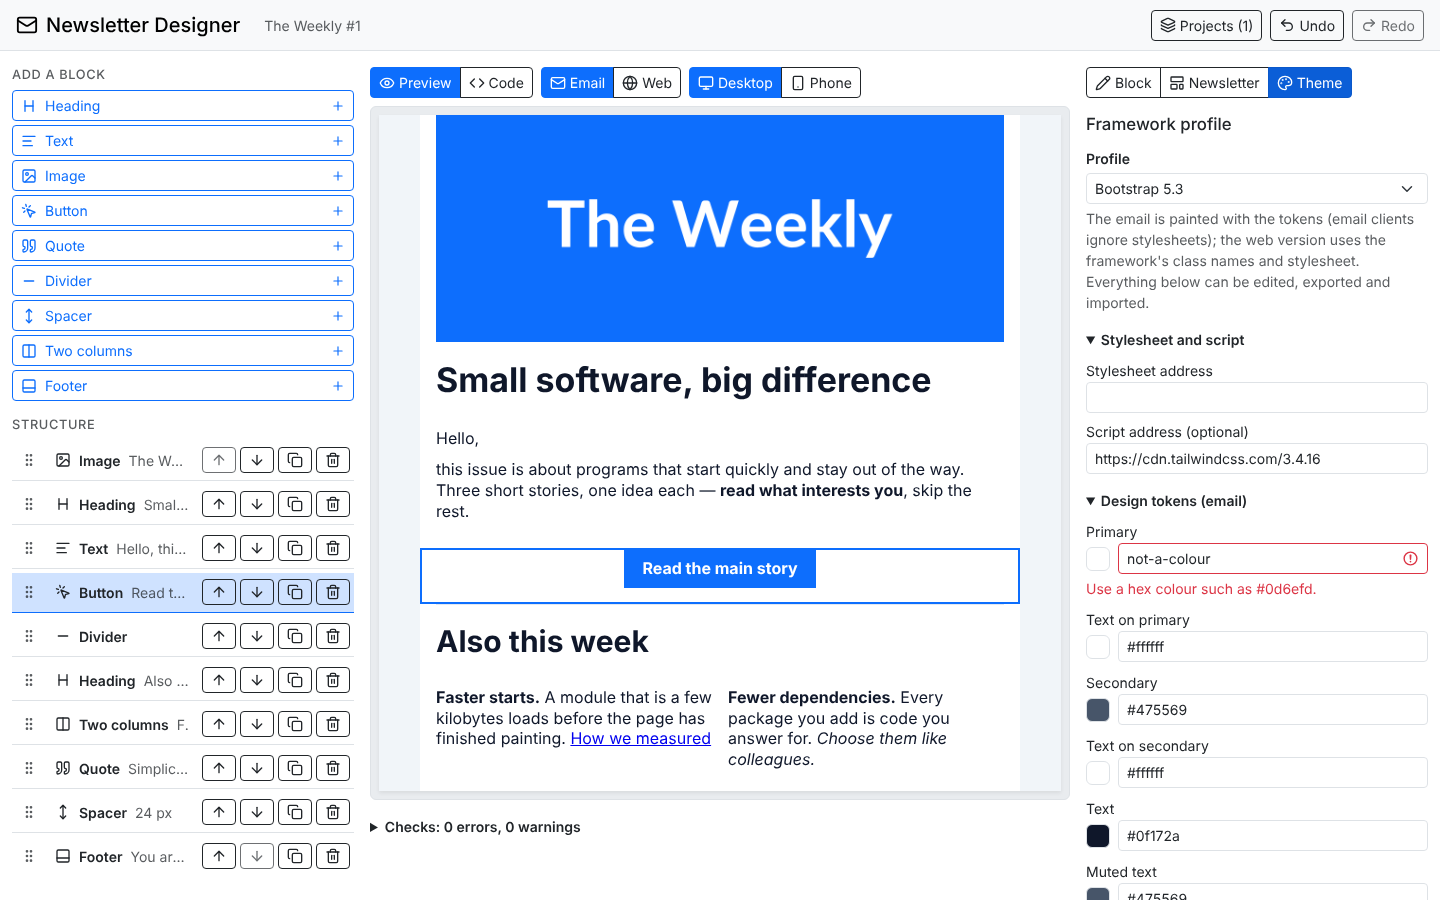 Newsletter Designer
The Weekly #1
Projects (1)
Undo
Redo
ADD A BLOCK
Heading
Text
Image
Button
Quote
Divider
Spacer
Two columns
Footer
STRUCTURE
Image The W...
Heading Smal...
Text Hello, thi...
Button Read t...
Divider
Heading Also ...
Two columns F.
Quote Simplic...
Spacer 24 px
Footer You ar...
Preview
Code
Email
Web
Desktop
Phone
The Weekly
Small software, big difference
Hello,
this issue is about programs that start quickly and stay out of the way.
Three short stories, one idea each — read what interests you, skip the
rest.
Read the main story
Also this week
Faster starts. A module that is a few
kilobytes loads before the page has
finished painting. How we measured
Fewer dependencies. Every
package you add is code you
answer for. Choose them like
colleagues.
Checks: 0 errors, 0 warnings
Block
Newsletter
Theme
Framework profile
Profile
Bootstrap 5.3
The email is painted with the tokens (email clients
ignore stylesheets); the web version uses the
framework's class names and stylesheet.
Everything below can be edited, exported and
imported.
Stylesheet and script
Stylesheet address
Script address (optional)
https://cdn.tailwindcss.com/3.4.16
Design tokens (email)
Primary
not-a-colour
Use a hex colour such as #0d6efd.
Text on primary
#ffffff
Secondary
#475569
Text on secondary
#ffffff
Text
#0f172a
Muted text
#475569